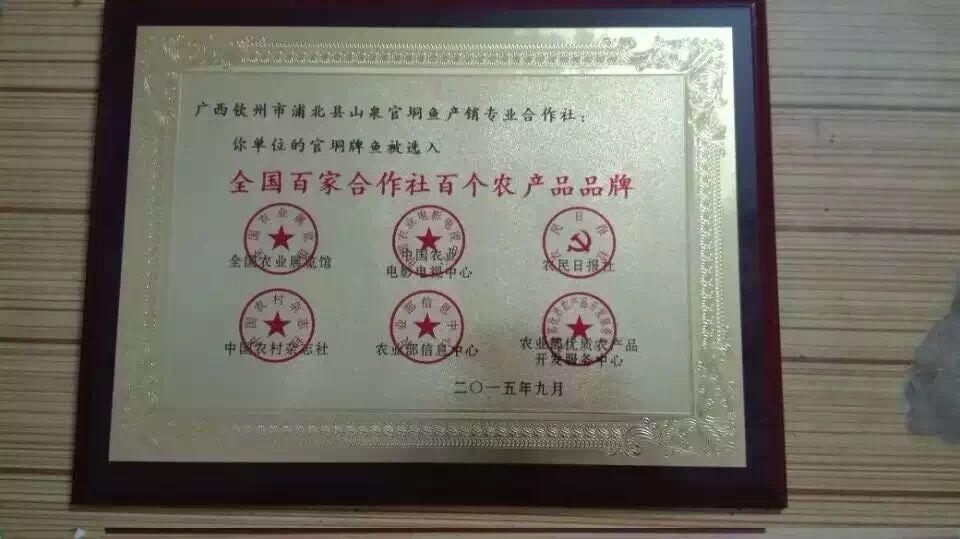 广西钦州市浦北县山泉官垌鱼产销专业合作社：
你单位的官垌牌鱼被选入
全国百家合作社百个农产品品牌
全国农业展览馆
中国农业
电影电视中心
农民日报社
中国农村杂志社
农业部信息中心
农业部优质农产品
开发服务中心
二〇一五年九月